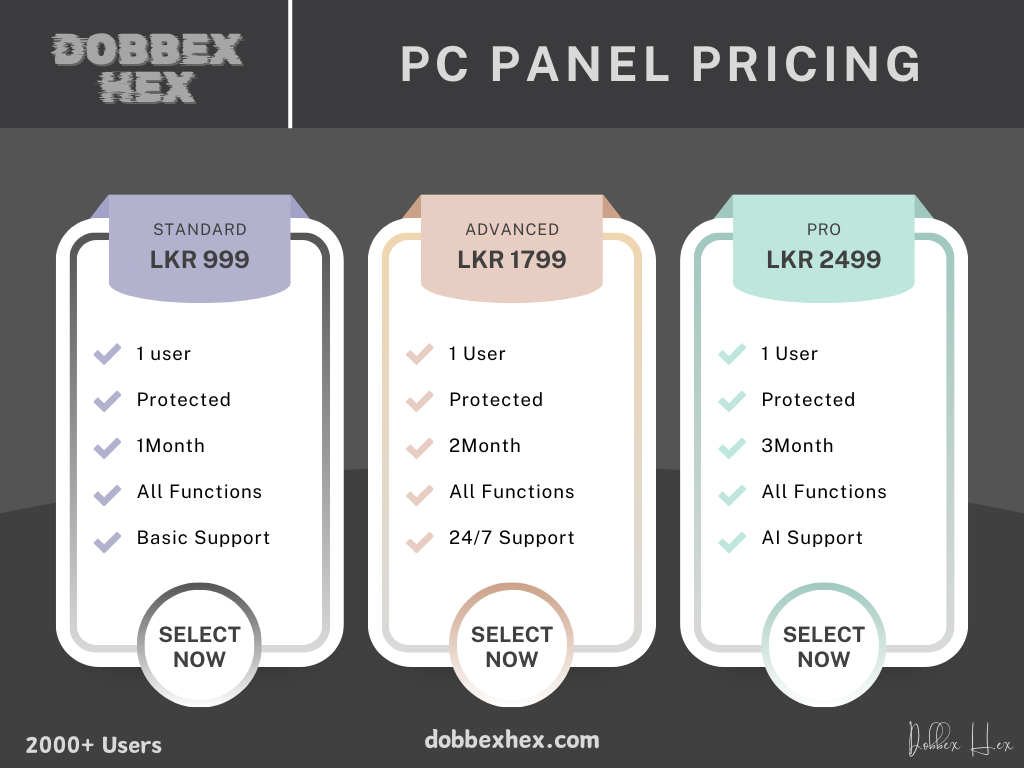 DOBBEX
HEX
PC PANEL PRICING
STANDARD
LKR 999
1 user
Protected
1Month
All Functions
Basic Support
SELECT
NOW
ADVANCED
LKR 1799
1 User
Protected
2Month
All Functions
24/7 Support
SELECT
NOW
PRO
LKR 2499
1 User
Protected
3Month
All Functions
AI Support
SELECT
NOW
2000+ Users
dobbexhex.com
Dobbex Hex